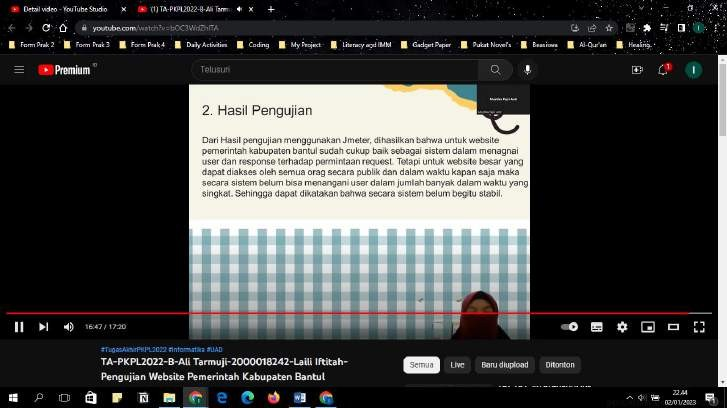 Detail video - YouTube Studio
(1) TA-PKPL2022-B-Ali Tarmuji
youtube.com/watch?v=
Form Prak 2
Form Prak 3
Form Prak 4
Daily Activities
Coding
My Project
Literacy and IMM
Gadget Paper
Pukat Novel's
Beasiswa
Al-Qur'an
Healing
Premium
ID
Telusuri
1
I
2. Hasil Pengujian
Dari Hasil pengujian menggunakan Jmeter, dihasilkan bahwa untuk website
pemerintah kabupaten bantul sudah cukup baik sebagai sistem dalam menagnai
user dan response terhadap permintaan request. Tetapi untuk website besar yang
dapat diakses oleh semua orag secara publik dan dalam waktu kapan saja maka
secara sistem belum bisa menangani user dalam jumlah banyak dalam waktu yang
singkat. Sehingga dapat dikatakan bahwa secara sistem belum begitu stabil.
16:47 / 17:20
#TugasAkhirPKPL2022 #Informatika #UAD
TA-PKPL2022-B-Ali Tarmuji-2000018242-Laili Iftitah-
Pengujian Website Pemerintah Kabupaten Bantul
Semua
Live
Baru diupload
Ditonton
22.44
02/01/2023